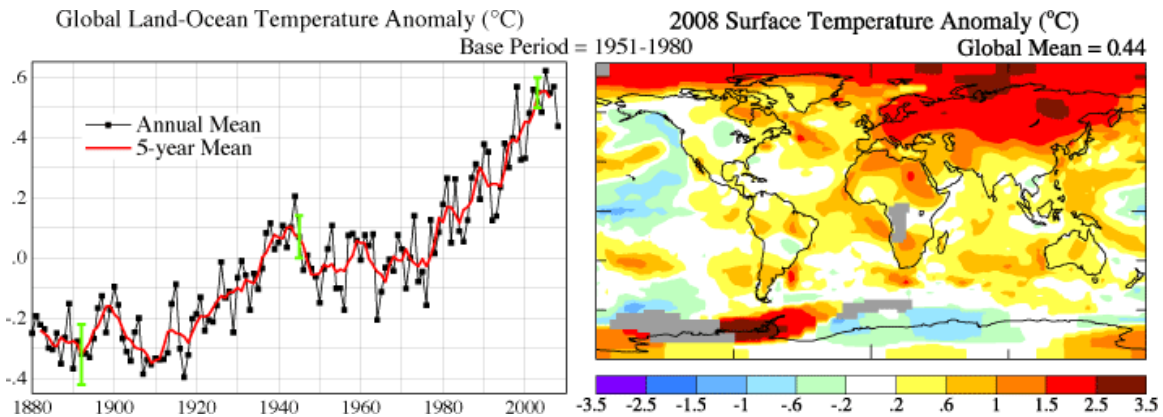 Global Land-Ocean Temperature Anomaly (°C)
2008 Surface Temperature Anomaly (°C)
Base Period = 1951-1980
Global Mean = 0.44
.6
.4
.2
.0
-.2
-.4
Annual Mean
5-year Mean
1880 1900 1920 1940 1960 1980 2000
-3.5 -2.5 -1.5 -1 -.6 -.2 .2 .6 1 1.5 2.5 3.5